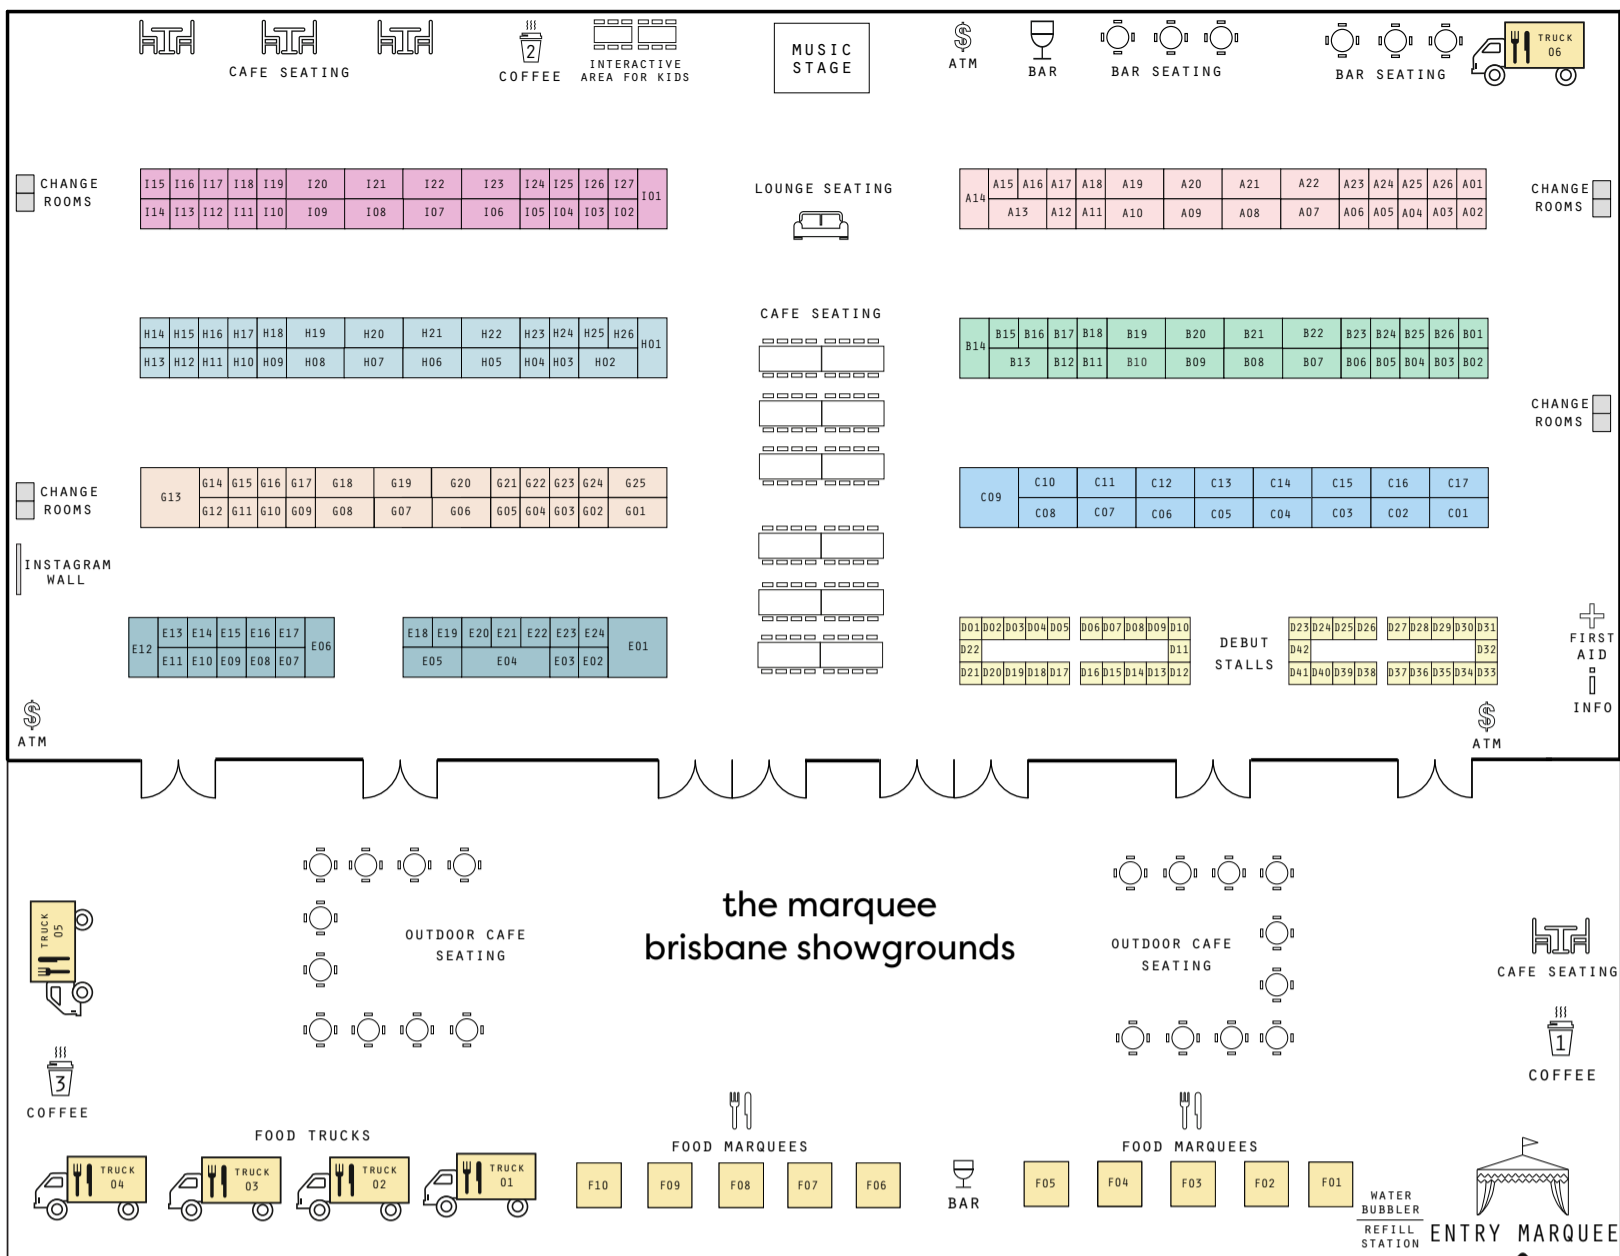 MUSIC
STAGE
CAFE SEATING
2
COFFEE
INTERACTIVE
AREA FOR KIDS
ATM
BAR
BAR SEATING
BAR SEATING
TRUCK
06
CHANGE
ROOMS
I15 I16 I17 I18 I19 I20 I21 I22 I23 I24 I25 I26 I27 I01
I14 I13 I12 I11 I10 I09 I08 I07 I06 I05 I04 I03 I02
LOUNGE SEATING
A14 A15 A16 A17 A18 A19 A20 A21 A22 A23 A24 A25 A26 A01
A13 A12 A11 A10 A09 A08 A07 A06 A05 A04 A03 A02
CHANGE
ROOMS
H14 H15 H16 H17 H18 H19 H20 H21 H22 H23 H24 H25 H26 H01
H13 H12 H11 H10 H09 H08 H07 H06 H05 H04 H03 H02
CAFE SEATING
B14 B15 B16 B17 B18 B19 B20 B21 B22 B23 B24 B25 B26 B01
B13 B12 B11 B10 B09 B08 B07 B06 B05 B04 B03 B02
CHANGE
ROOMS
CHANGE
ROOMS
G13 G14 G15 G16 G17 G18 G19 G20 G21 G22 G23 G24 G25
G12 G11 G10 G09 G08 G07 G06 G05 G04 G03 G02 G01
C09 C10 C11 C12 C13 C14 C15 C16 C17
C08 C07 C06 C05 C04 C03 C02 C01
INSTAGRAM
WALL
E12 E13 E14 E15 E16 E17 E06
E11 E10 E09 E08 E07
E18 E19 E20 E21 E22 E23 E24 E01
E05 E04 E03 E02
D01 D02 D03 D04 D05 D06 D07 D08 D09 D10
D22 D11
D21 D20 D19 D18 D17 D16 D15 D14 D13 D12
DEBUT
STALLS
D23 D24 D25 D26 D27 D28 D29 D30 D31
D42 D32
D41 D40 D39 D38 D37 D36 D35 D34 D33
FIRST
AID
INFO
ATM
ATM
the marquee
brisbane showgrounds
OUTDOOR CAFE
SEATING
OUTDOOR CAFE
SEATING
TRUCK
05
CAFE SEATING
3
COFFEE
1
COFFEE
FOOD TRUCKS
FOOD MARQUEES
FOOD MARQUEES
TRUCK
04
TRUCK
03
TRUCK
02
TRUCK
01
F10 F09 F08 F07 F06
BAR
F05 F04 F03 F02 F01
WATER
BUBBLER
REFILL
STATION
ENTRY MARQUEE